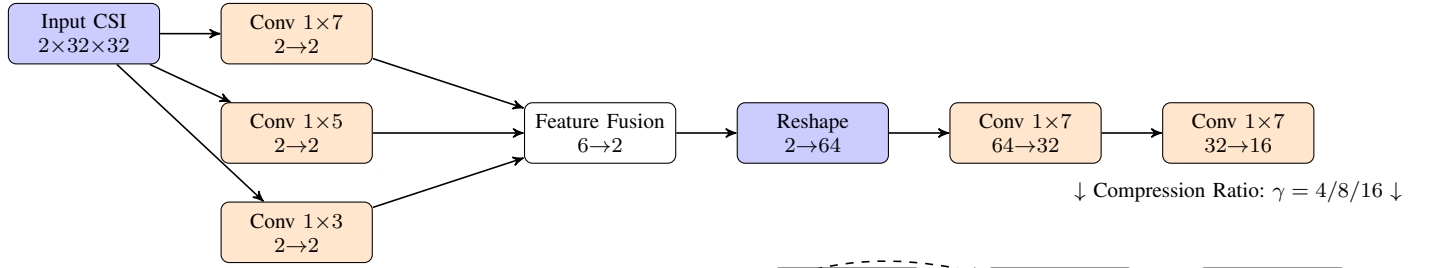 Input CSI
2×32×32
Conv 1×7
2→2
Conv 1×5
2→2
Conv 1×3
2→2
Feature Fusion
6→2
Reshape
2→64
Conv 1×7
64→32
Conv 1×7
32→16
↓ Compression Ratio: γ = 4/8/16 ↓